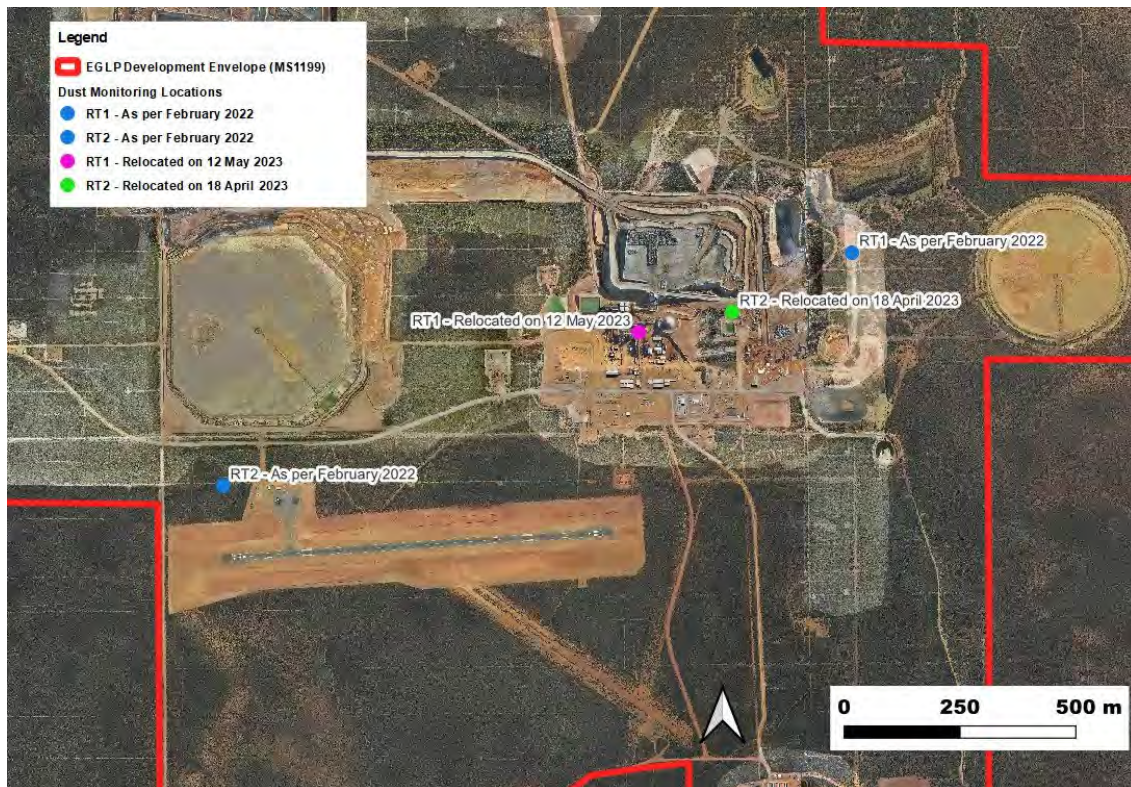 Legend
EGLP Development Envelope (MS1199)
Dust Monitoring Locations
RT1 - As per February 2022
RT2 - As per February 2022
RT1 - Relocated on 12 May 2023
RT2 - Relocated on 18 April 2023
RT1 - As per February 2022
RT2 - Relocated on 18 April 2023
RT1 - Relocated on 12 May 2023
RT2 - As per February 2022
0 250 500 m